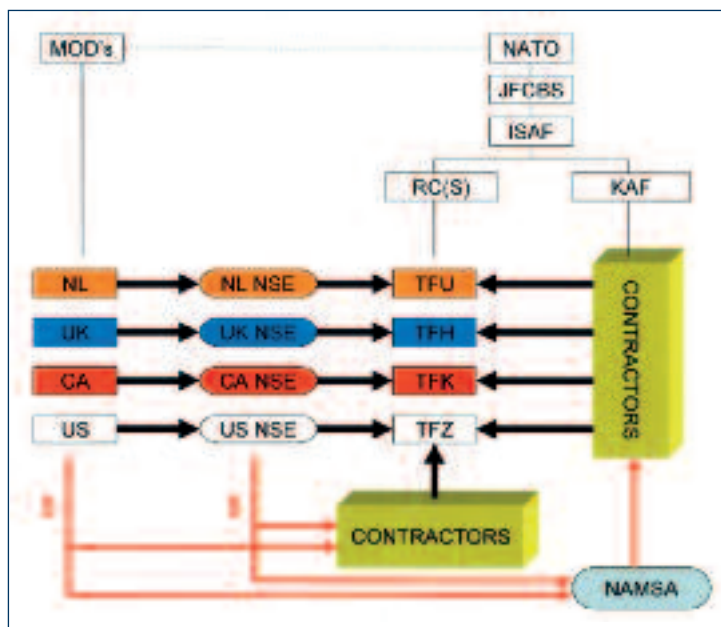 MOD's NATO
JFCBS
ISAF
RC(S) KAF
NL NL NSE TFU
UK UK NSE TFH
CA CA NSE TFK
US US NSE TFZ
CONTRACTORS
CONTRACTORS
NAMSA